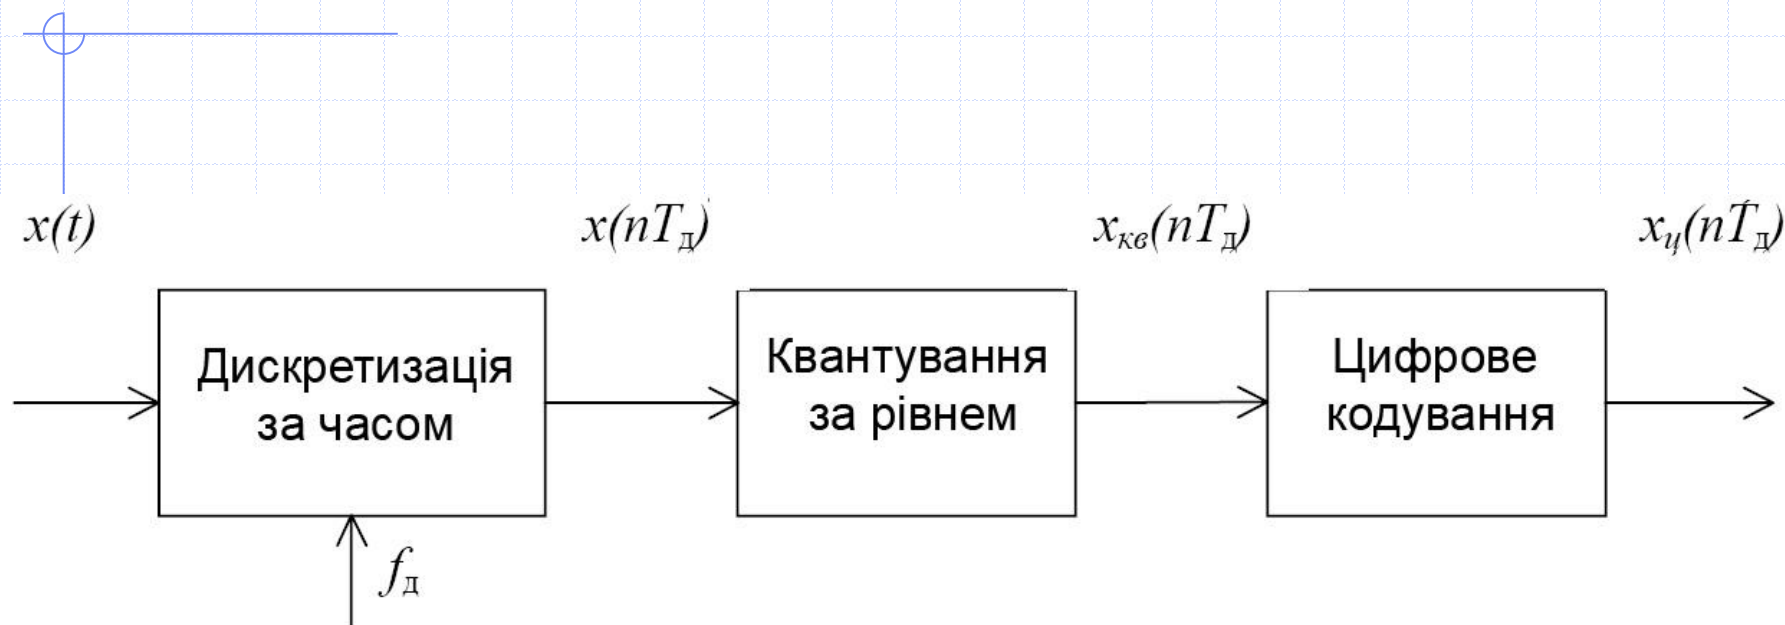 x(t)
x(nTд)
xкв(nTд)
xц(nTд)
Дискретизація
за часом
Квантування
за рівнем
Цифрове
кодування
fд